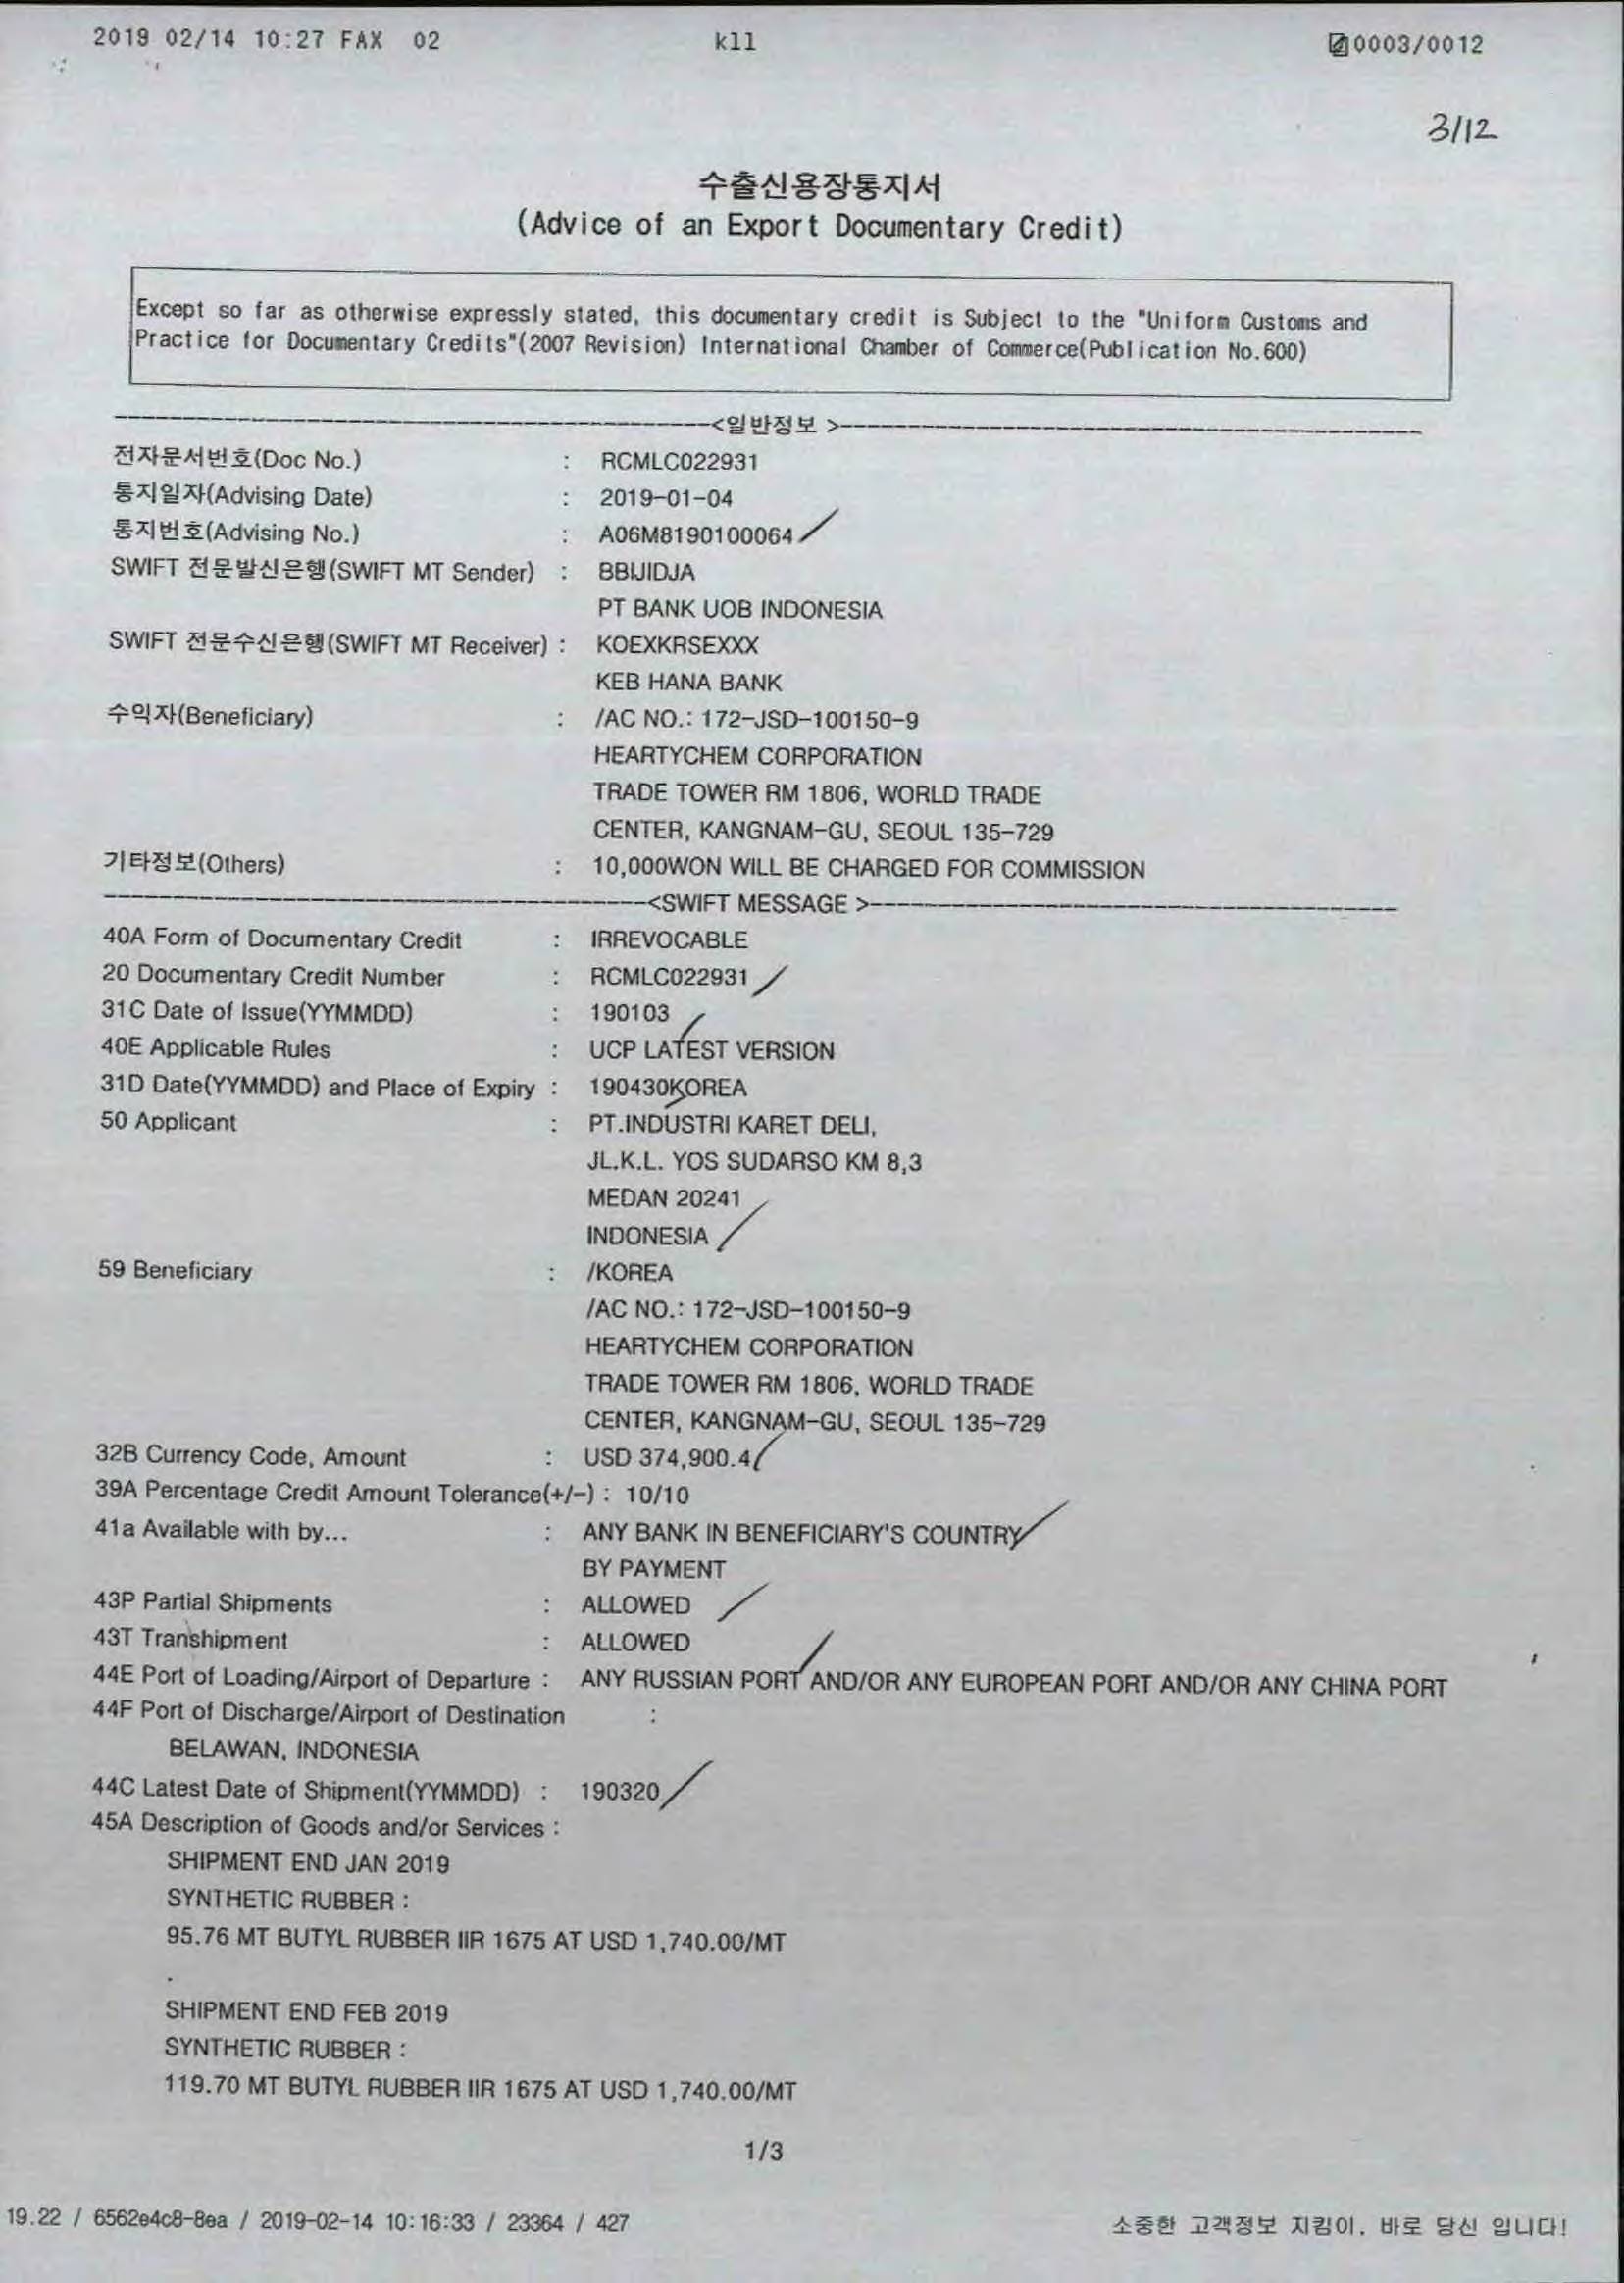 2019 02/14 10:27 FAX 02 kll 0003/0012
3/12
수출신용장통지서
(Advice of an Export Documentary Credit)
Except so far as otherwise expressly stated, this documentary credit is Subject to the "Uniform Customs and
Practice for Documentary Credits"(2007 Revision) International Chamber of Commerce(Publication No.600)
<일반정보 >
전자문서번호(Doc No.) : RCMLC022931
통지일자(Advising Date) : 2019-01-04
통지번호(Advising No.) : A06M8190100064
SWIFT 전문발신은행(SWIFT MT Sender) : BBIJIDJA
PT BANK UOB INDONESIA
SWIFT 전문수신은행(SWIFT MT Receiver) : KOEXKRSEXXX
KEB HANA BANK
수익자(Beneficiary) : /AC NO.: 172-JSD-100150-9
HEARTYCHEM CORPORATION
TRADE TOWER RM 1806, WORLD TRADE
CENTER, KANGNAM-GU, SEOUL 135-729
기타정보(Others) : 10,000WON WILL BE CHARGED FOR COMMISSION
<SWIFT MESSAGE >
40A Form of Documentary Credit : IRREVOCABLE
20 Documentary Credit Number : RCMLC022931
31C Date of Issue(YYMMDD) : 190103
40E Applicable Rules : UCP LATEST VERSION
31D Date(YYMMDD) and Place of Expiry : 190430KOREA
50 Applicant : PT.INDUSTRI KARET DELI,
JL.K.L. YOS SUDARSO KM 8,3
MEDAN 20241
INDONESIA
59 Beneficiary : /KOREA
/AC NO.: 172-JSD-100150-9
HEARTYCHEM CORPORATION
TRADE TOWER RM 1806, WORLD TRADE
CENTER, KANGNAM-GU, SEOUL 135-729
32B Currency Code, Amount : USD 374,900.4
39A Percentage Credit Amount Tolerance(+/-) : 10/10
41a Available with by... : ANY BANK IN BENEFICIARY'S COUNTRY
BY PAYMENT
43P Partial Shipments : ALLOWED
43T Transhipment : ALLOWED
44E Port of Loading/Airport of Departure : ANY RUSSIAN PORT AND/OR ANY EUROPEAN PORT AND/OR ANY CHINA PORT
44F Port of Discharge/Airport of Destination :
BELAWAN, INDONESIA
44C Latest Date of Shipment(YYMMDD) : 190320
45A Description of Goods and/or Services :
SHIPMENT END JAN 2019
SYNTHETIC RUBBER :
95.76 MT BUTYL RUBBER IIR 1675 AT USD 1,740.00/MT
.
SHIPMENT END FEB 2019
SYNTHETIC RUBBER :
119.70 MT BUTYL RUBBER IIR 1675 AT USD 1,740.00/MT
1/3
19.22 / 6562e4c8-8ea / 2019-02-14 10:16:33 / 23364 / 427 소중한 고객정보 지킴이, 바로 당신 입니다!